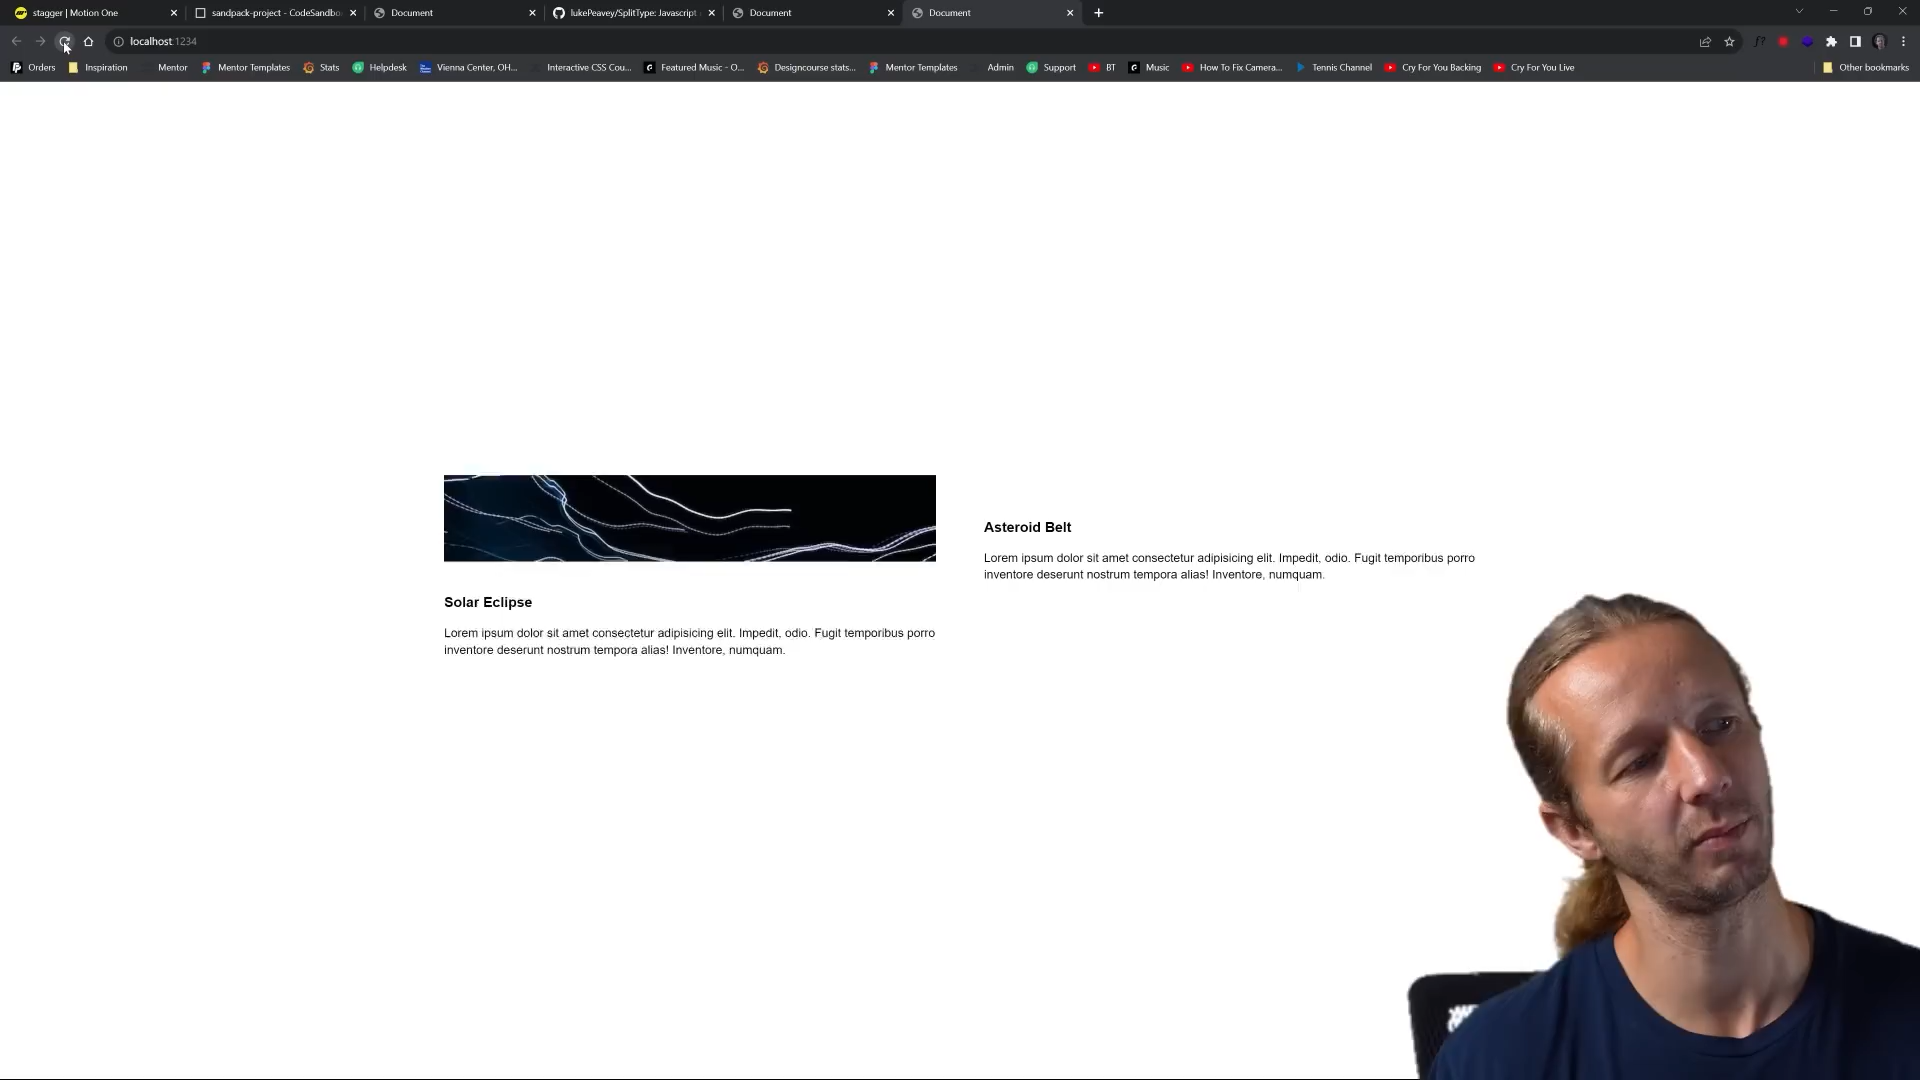 stagger | Motion One
sandpack-project - CodeSandbo
Document
lukePeavey/SplitType: Javascript
Document
Document
localhost:1234
Orders
Inspiration
Mentor
Mentor Templates
Stats
Helpdesk
Vienna Center, OH...
Interactive CSS Cou...
Featured Music - O...
Designcourse stats...
Mentor Templates
Admin
Support
BT
Music
How To Fix Camera...
Tennis Channel
Cry For You Backing
Cry For You Live
Other bookmarks
Solar Eclipse
Lorem ipsum dolor sit amet consectetur adipisicing elit. Impedit, odio. Fugit temporibus porro
inventore deserunt nostrum tempora alias! Inventore, numquam.
Asteroid Belt
Lorem ipsum dolor sit amet consectetur adipisicing elit. Impedit, odio. Fugit temporibus porro
inventore deserunt nostrum tempora alias! Inventore, numquam.